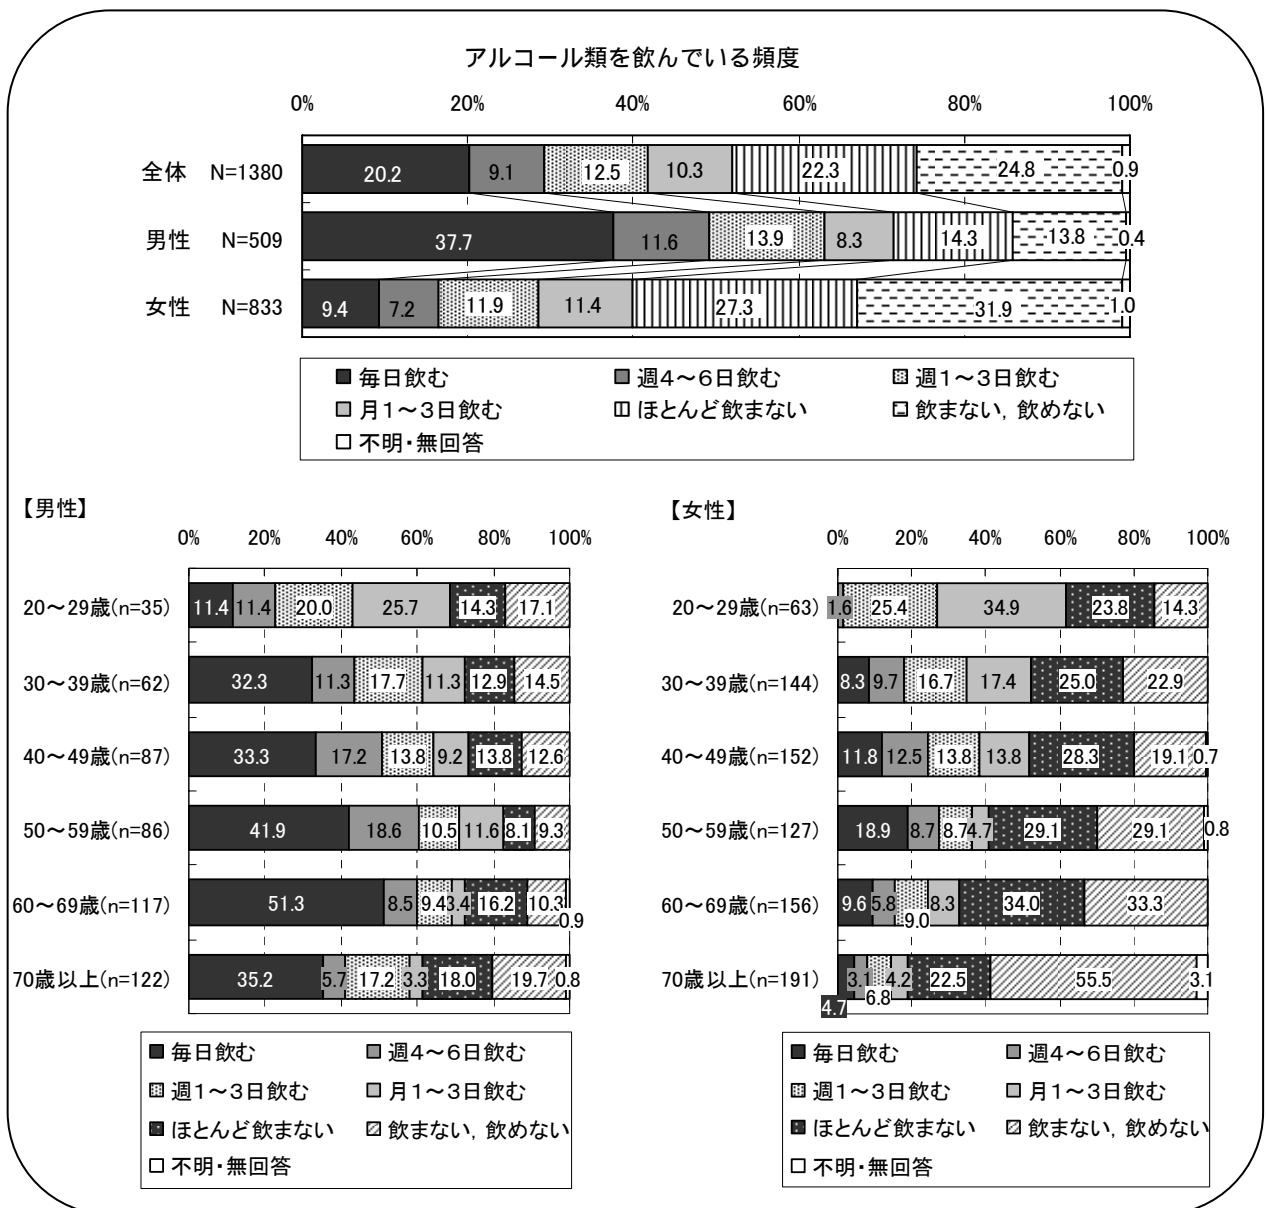 アルコール類を飲んでいる頻度
0% 20% 40% 60% 80% 100%
全体 N=1380 20.2 9.1 12.5 10.3 22.3 24.8 0.9
男性 N=509 37.7 11.6 13.9 8.3 14.3 13.8 0.4
女性 N=833 9.4 7.2 11.9 11.4 27.3 31.9 1.0
毎日飲む 週4～6日飲む 週1～3日飲む
月1～3日飲む ほとんど飲まない 飲まない，飲めない
不明・無回答
【男性】
0% 20% 40% 60% 80% 100%
20～29歳(n=35) 11.4 11.4 20.0 25.7 14.3 17.1
30～39歳(n=62) 32.3 11.3 17.7 11.3 12.9 14.5
40～49歳(n=87) 33.3 17.2 13.8 9.2 13.8 12.6
50～59歳(n=86) 41.9 18.6 10.5 11.6 8.1 9.3
60～69歳(n=117) 51.3 8.5 9.4 3.4 16.2 10.3 0.9
70歳以上(n=122) 35.2 5.7 17.2 3.3 18.0 19.7 0.8
毎日飲む 週4～6日飲む
週1～3日飲む 月1～3日飲む
ほとんど飲まない 飲まない，飲めない
不明・無回答
【女性】
0% 20% 40% 60% 80% 100%
20～29歳(n=63) 1.6 25.4 34.9 23.8 14.3
30～39歳(n=144) 8.3 9.7 16.7 17.4 25.0 22.9
40～49歳(n=152) 11.8 12.5 13.8 13.8 28.3 19.1 0.7
50～59歳(n=127) 18.9 8.7 8.7 4.7 29.1 29.1 0.8
60～69歳(n=156) 9.6 5.8 9.0 8.3 34.0 33.3
70歳以上(n=191) 4.7 3.1 6.8 4.2 22.5 55.5 3.1
毎日飲む 週4～6日飲む
週1～3日飲む 月1～3日飲む
ほとんど飲まない 飲まない，飲めない
不明・無回答